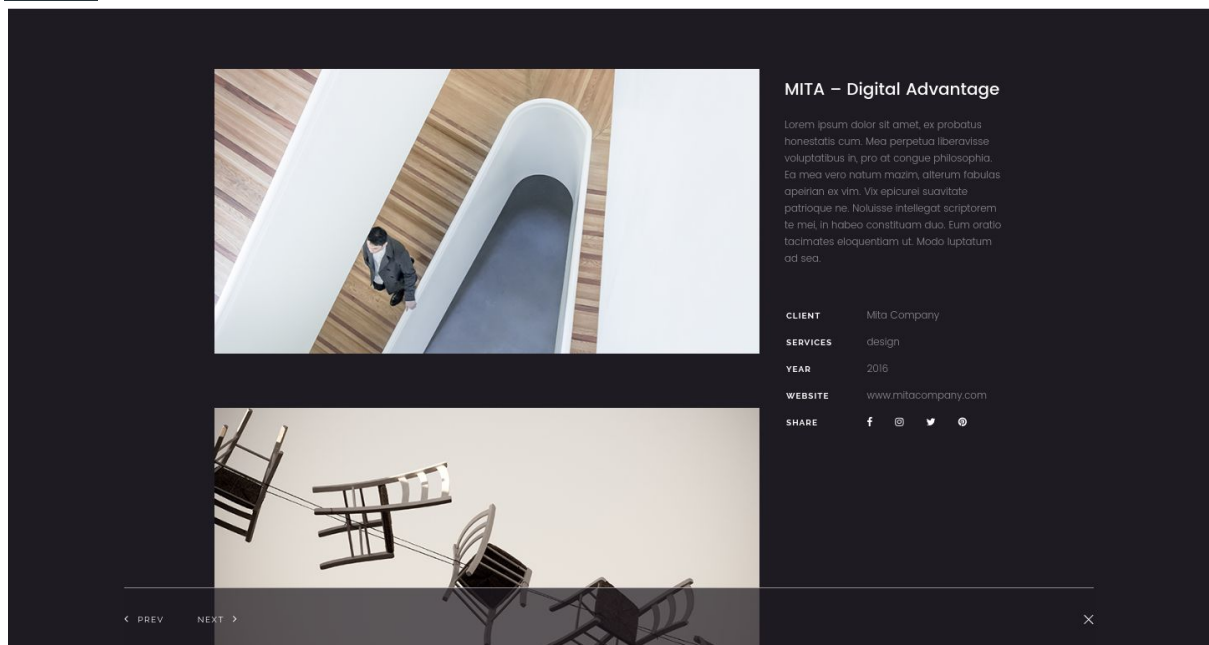 MITA – Digital Advantage
Lorem ipsum dolor sit amet, ex probatus
honestatis cum. Mea perpetua liberavisse
voluptatibus in, pro at congue philosophia.
Ea mea vero natum mazim, alterum fabulas
apeirian ex vim. Vix epicurei suavitate
patrioque ne. Noluisse intellegat scriptorem
te mei, in habeo constituam duo. Eum oratio
tacimates eloquentiam ut. Modo luptatum
ad sea.
CLIENT Mita Company
SERVICES design
YEAR 2016
WEBSITE www.mitacompany.com
SHARE
PREV NEXT